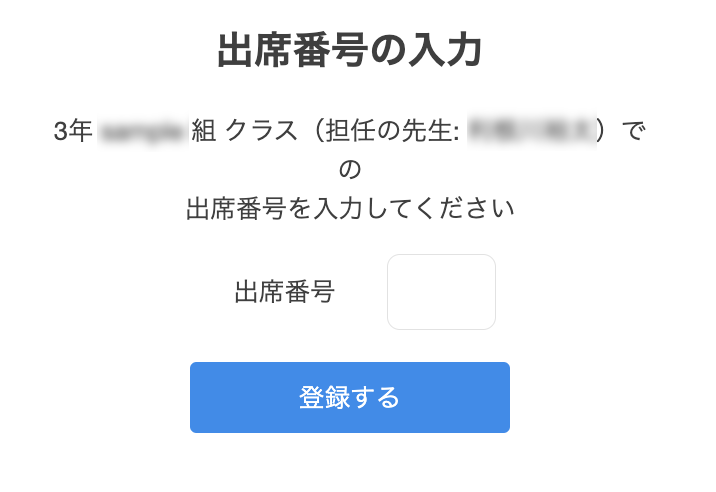 出席番号の入力
3年 組 クラス（担任の先生: ）で
の
出席番号を入力してください
出席番号
登録する